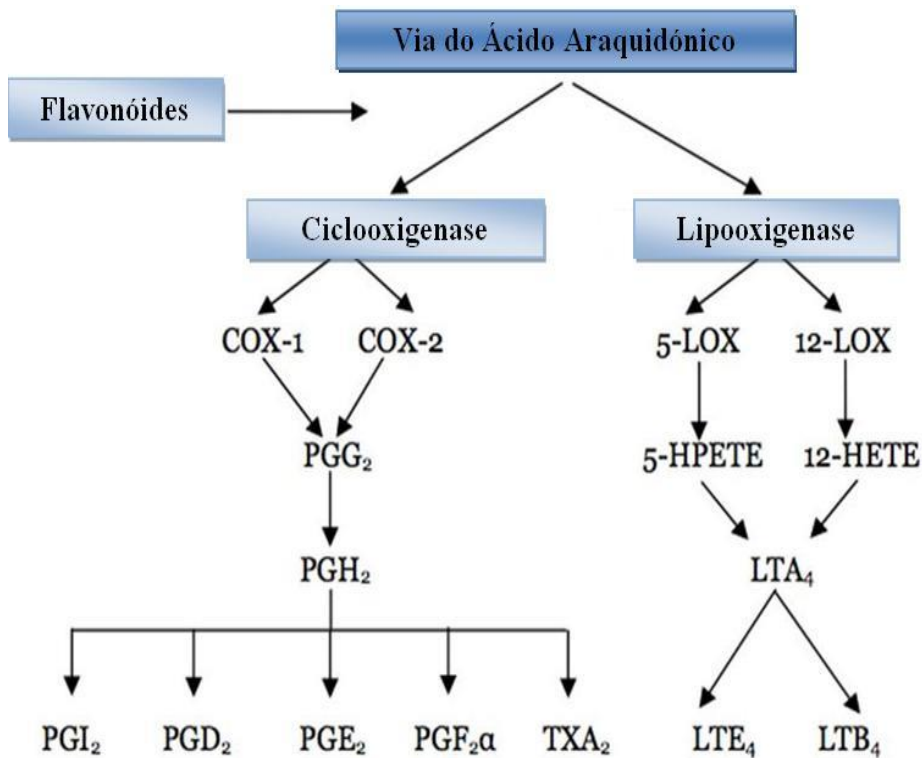 Via do Ácido Araquidónico
Flavonóides
Ciclooxigenase Lipooxigenase
COX-1 COX-2 5-LOX 12-LOX
PGG₂ 5-HPETE 12-HETE
PGH₂ LTA₄
PGI₂ PGD₂ PGE₂ PGF₂α TXA₂ LTE₄ LTB₄